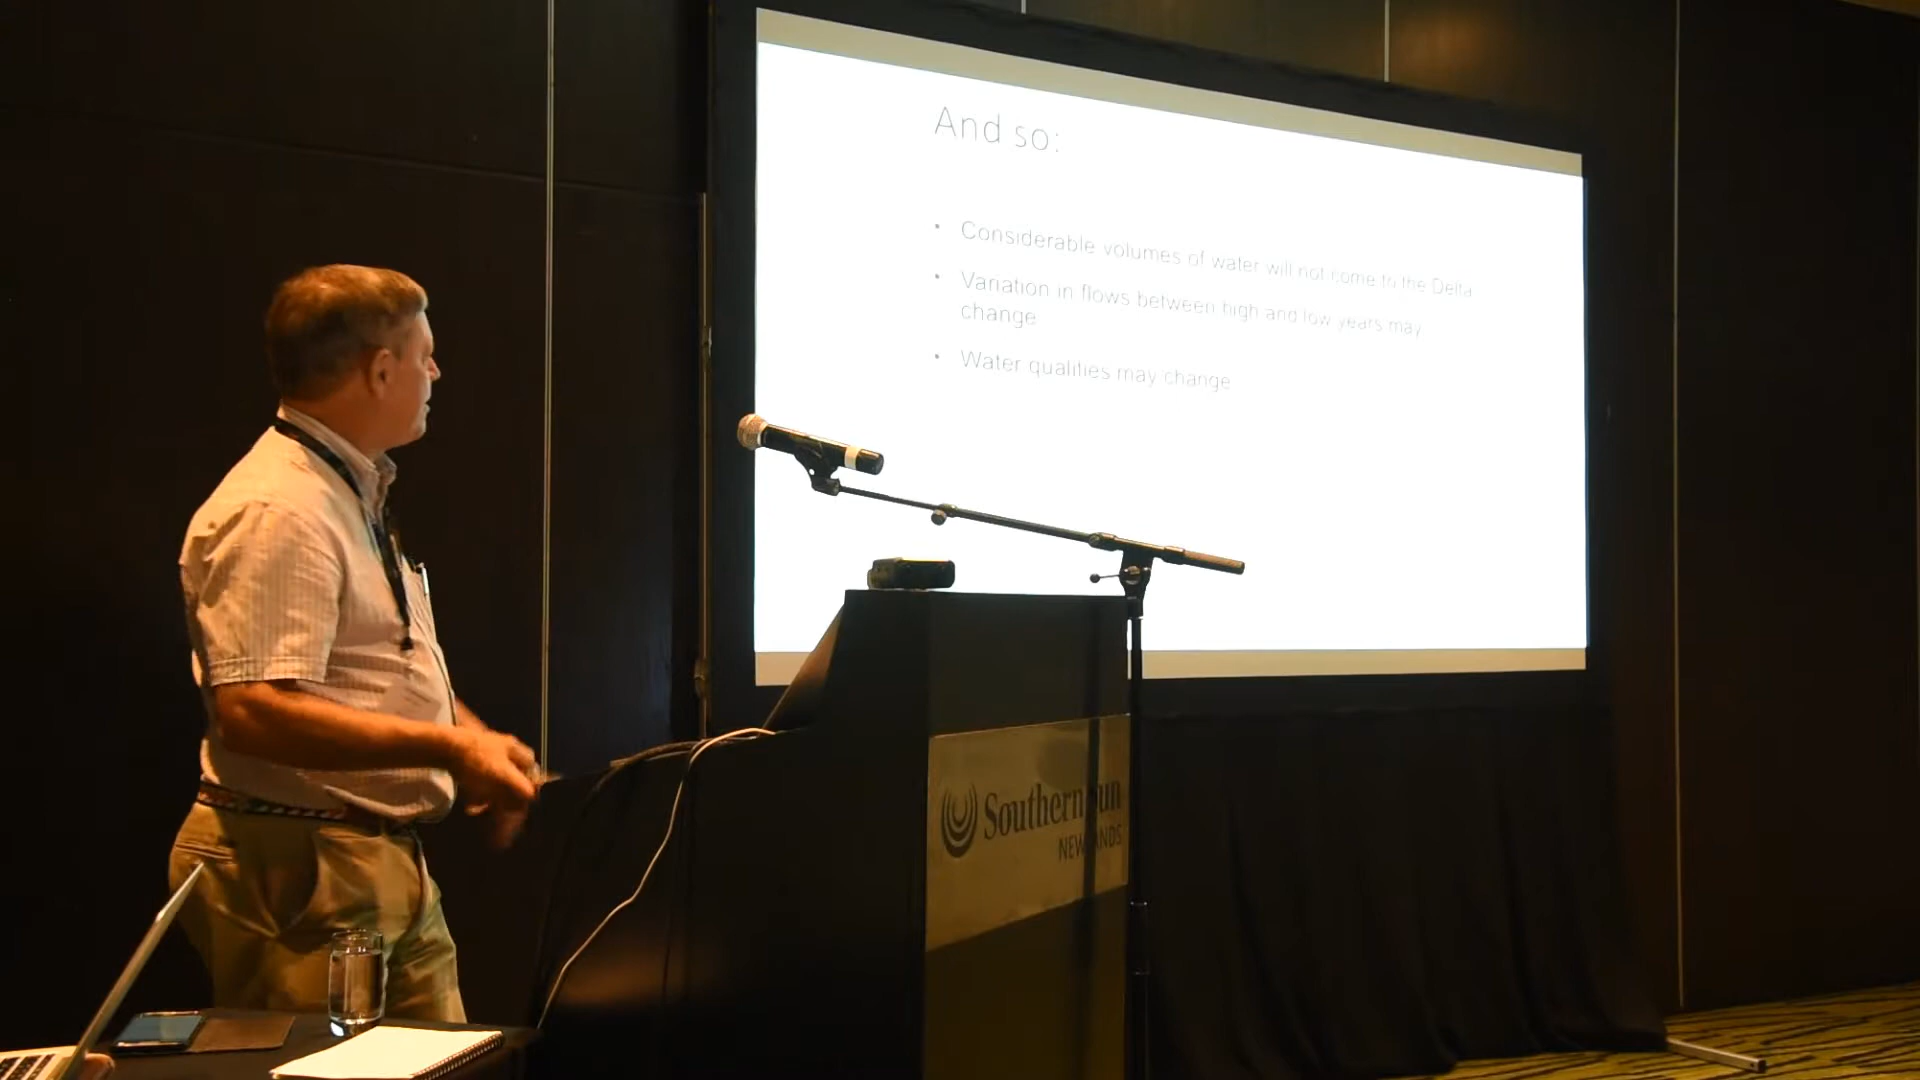 And so:
• Considerable volumes of water will not come to the Delta
• Variation in flows between high and low years may
change
• Water qualities may change
Southern Sun
NEWLANDS